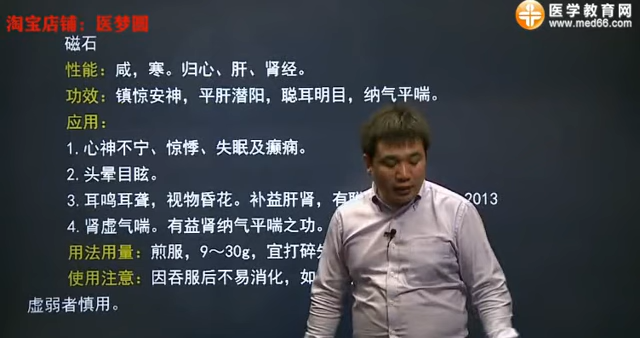 淘宝店铺：医梦圆
医学教育网
www.med66.com
磁石
性能：咸，寒。归心、肝、肾经。
功效：镇惊安神，平肝潜阳，聪耳明目，纳气平喘。
应用：
1.心神不宁、惊悸、失眠及癫痫。
2.头晕目眩。
3.耳鸣耳聋，视物昏花。补益肝肾，有 2013
4.肾虚气喘。有益肾纳气平喘之功。
用法用量：煎服，9～30g，宜打碎
使用注意：因吞服后不易消化，如
虚弱者慎用。